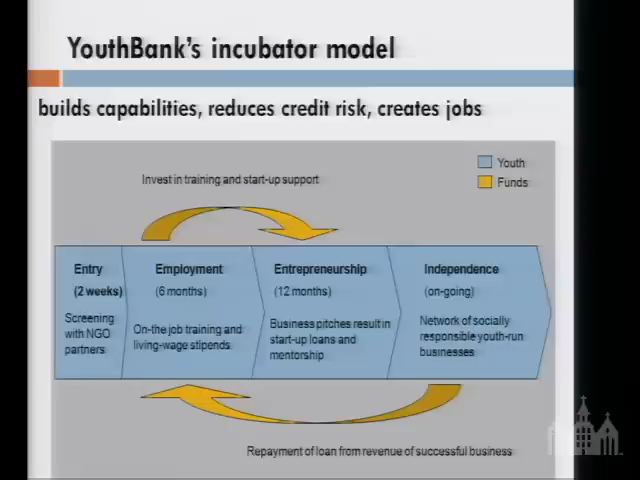 YouthBank's incubator model
builds capabilities, reduces credit risk, creates jobs
Invest in training and start-up support
Youth
Funds
Entry
(2 weeks)
Screening
with NGO
partners
Employment
(6 months)
On-the job training and
living-wage stipends
Entrepreneurship
(12 months)
Business pitches result in
start-up loans and
mentorship
Independence
(on-going)
Network of socially
responsible youth-run
businesses
Repayment of loan from revenue of successful business